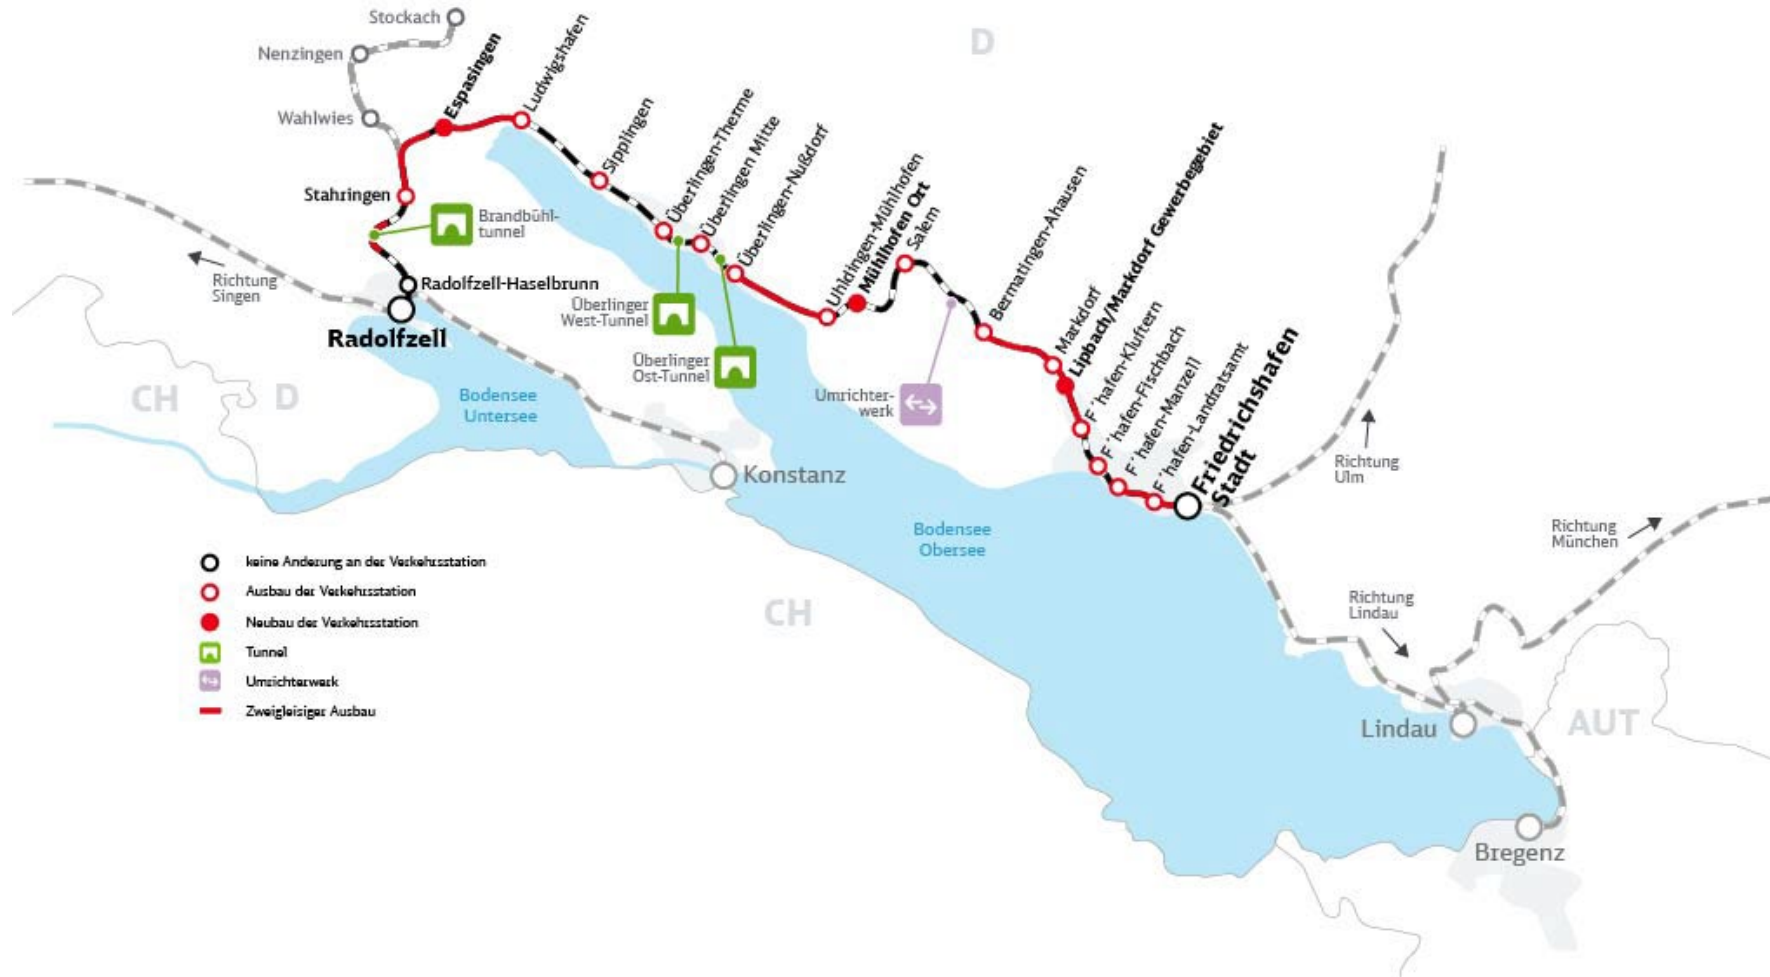 Stockach
Nenzingen
Wahlwies
Espasingen
Ludwigshafen
Sipplingen
Überlingen-Therme
Überlingen Mitte
Überlingen-Nußdorf
Uhldingen-Mühlhofen
Mühlhofen Ort
Salem
Bermatingen-Ahausen
Markdorf
Lipbach/Markdorf Gewerbegebiet
F´hafen-Kluftern
F´hafen-Fischbach
F´hafen-Manzell
F´hafen-Landratsamt
Friedrichshafen
Stadt
D
Stahringen
Brandbühl-
tunnel
Richtung
Singen
Radolfzell-Haselbrunn
Radolfzell
Überlinger
West-Tunnel
Überlinger
Ost-Tunnel
Umrichter-
werk
CH
D
Bodensee
Untersee
Konstanz
Richtung
Ulm
Bodensee
Obersee
Richtung
München
CH
Richtung
Lindau
Lindau
AUT
Bregenz
keine Änderung an der Verkehrsstation
Ausbau der Verkehrsstation
Neubau der Verkehrsstation
Tunnel
Umrichterwerk
Zweigleisiger Ausbau